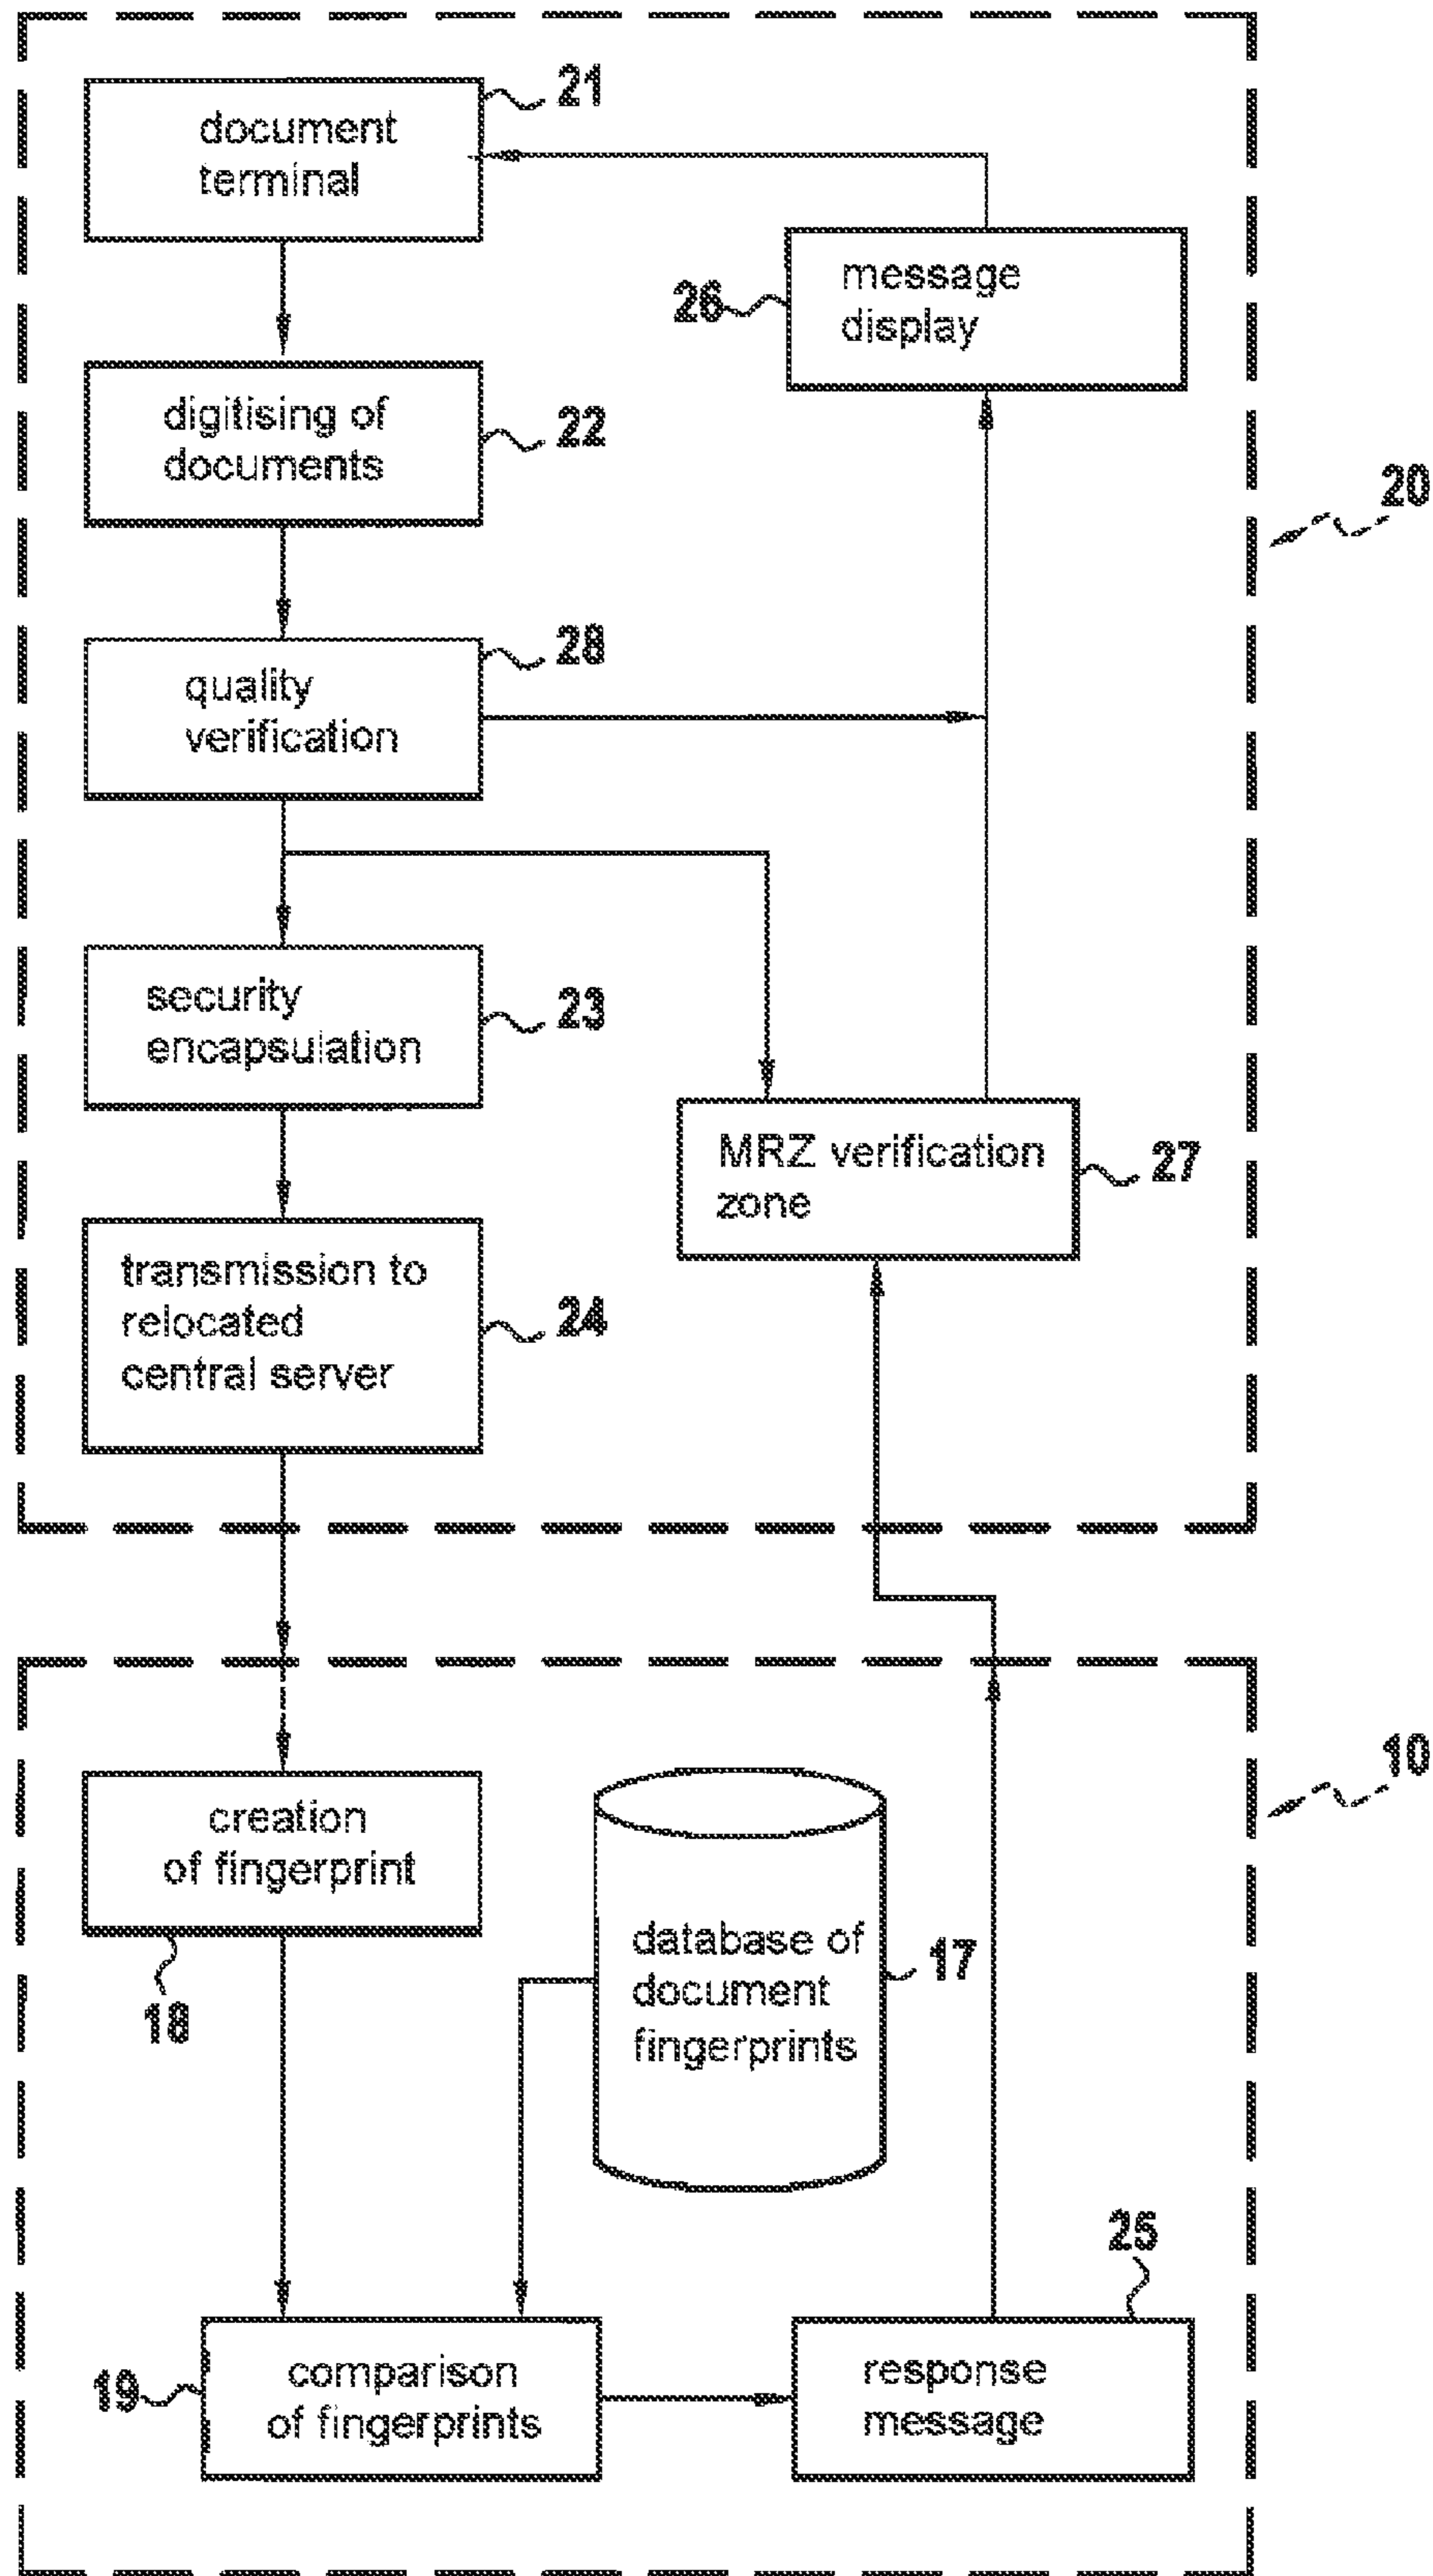 21
document
terminal
message
display
26
digitising of
documents
22
20
quality
verification
28
security
encapsulation
23
MRZ verification
zone
27
transmission to
relocated
central server
24
10
creation
of fingerprint
18
database of
document
fingerprints
17
25
comparison
of fingerprints
19
response
message